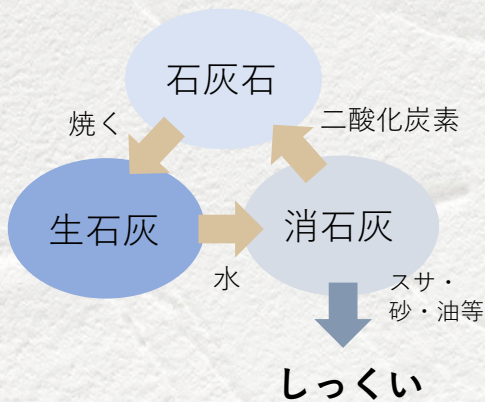 石灰石
焼く
二酸化炭素
生石灰
消石灰
水
スサ・
砂・油等
しっくい